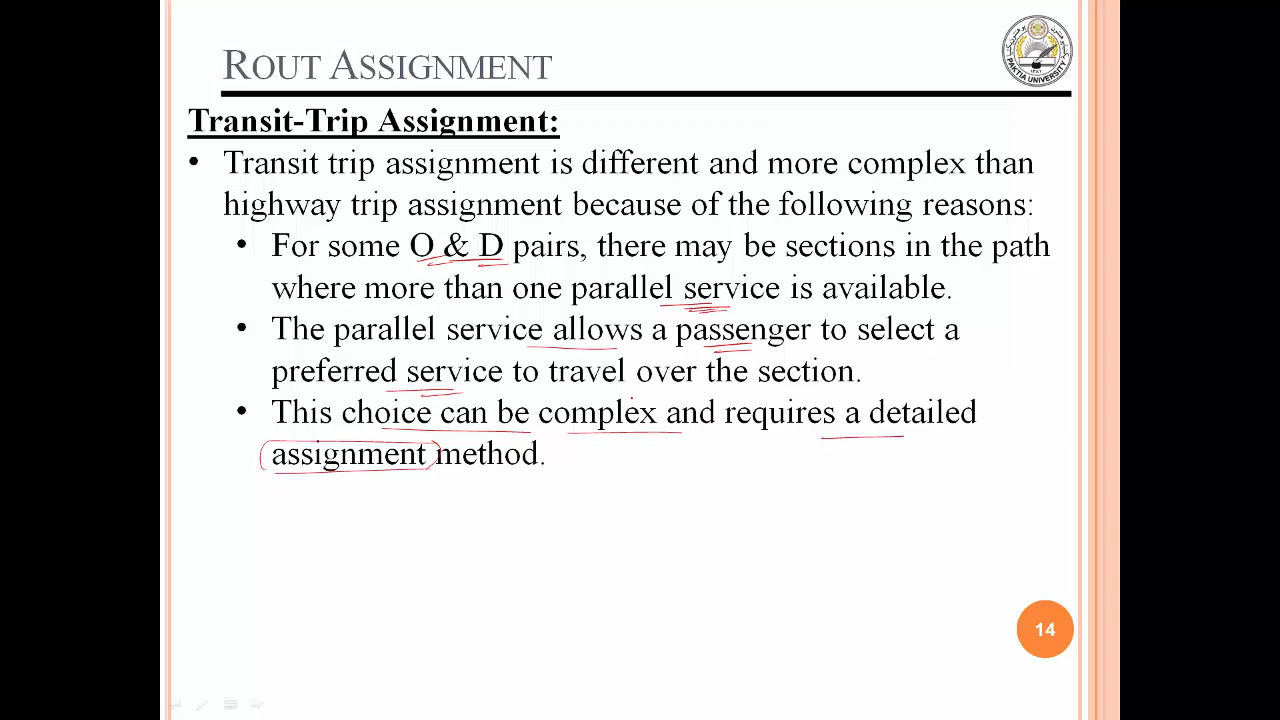 ROUT ASSIGNMENT
PAKTIA UNIVERSITY
Transit-Trip Assignment:
• Transit trip assignment is different and more complex than
highway trip assignment because of the following reasons:
• For some O & D pairs, there may be sections in the path
where more than one parallel service is available.
• The parallel service allows a passenger to select a
preferred service to travel over the section.
• This choice can be complex and requires a detailed
assignment method.
14